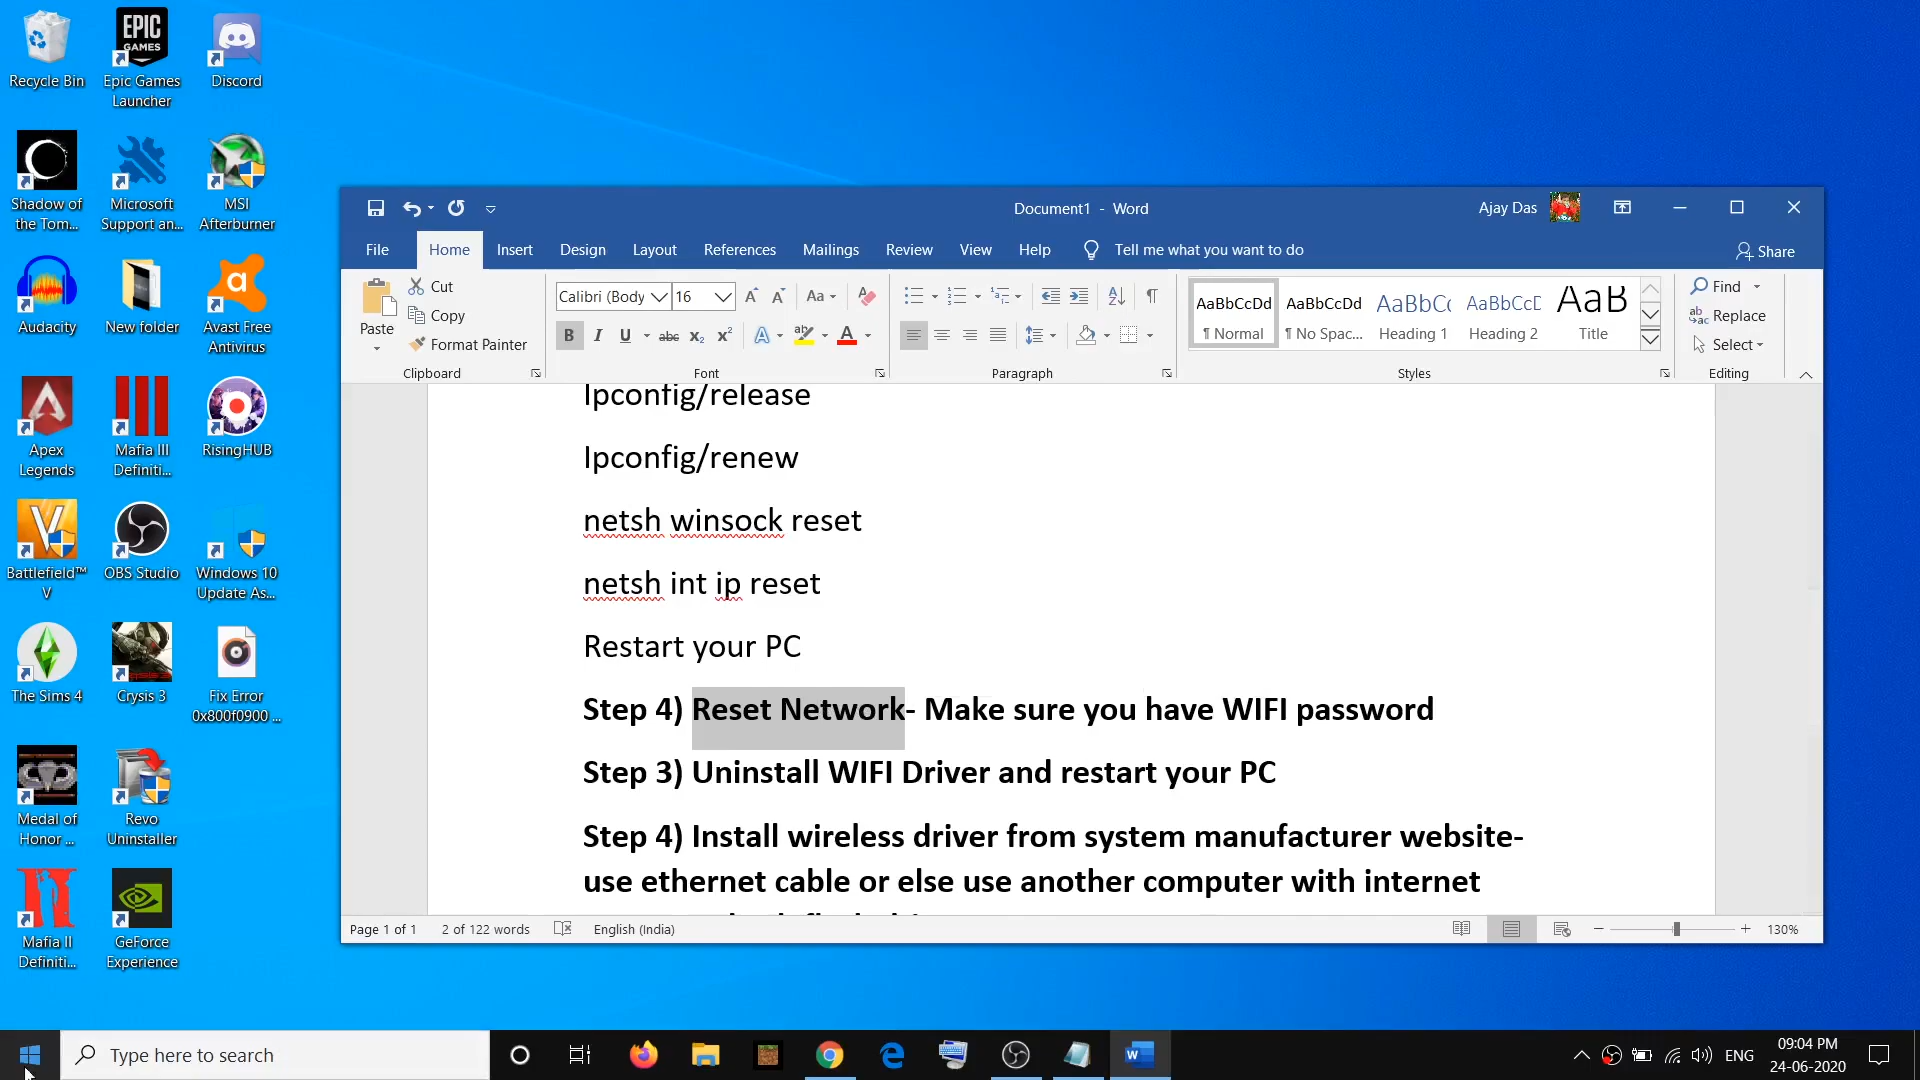 Recycle Bin
EPIC GAMES
Epic Games Launcher
Discord
Shadow of the Tom...
Microsoft Support an...
MSI Afterburner
Audacity
New folder
Avast Free Antivirus
Apex Legends
Mafia III Definiti...
RisingHUB
Battlefield™ V
OBS Studio
Windows 10 Update As...
The Sims 4
Crysis 3
Fix Error 0x800f0900 ...
Medal of Honor ...
Revo Uninstaller
Mafia II Definiti...
GeForce Experience
Document1 - Word
Ajay Das
File Home Insert Design Layout References Mailings Review View Help Tell me what you want to do Share
Paste
Cut
Copy
Format Painter
Clipboard
Calibri (Body 16
Font
Paragraph
AaBbCcDd
¶ Normal
AaBbCcDd
¶ No Spac...
AaBbCc
Heading 1
AaBbCcD
Heading 2
AaB
Title
Styles
Find
Replace
Select
Editing
Ipconfig/release
Ipconfig/renew
netsh winsock reset
netsh int ip reset
Restart your PC
Step 4) Reset Network- Make sure you have WIFI password
Step 3) Uninstall WIFI Driver and restart your PC
Step 4) Install wireless driver from system manufacturer website-
use ethernet cable or else use another computer with internet
Page 1 of 1 2 of 122 words English (India) 130%
Type here to search
ENG
09:04 PM
24-06-2020